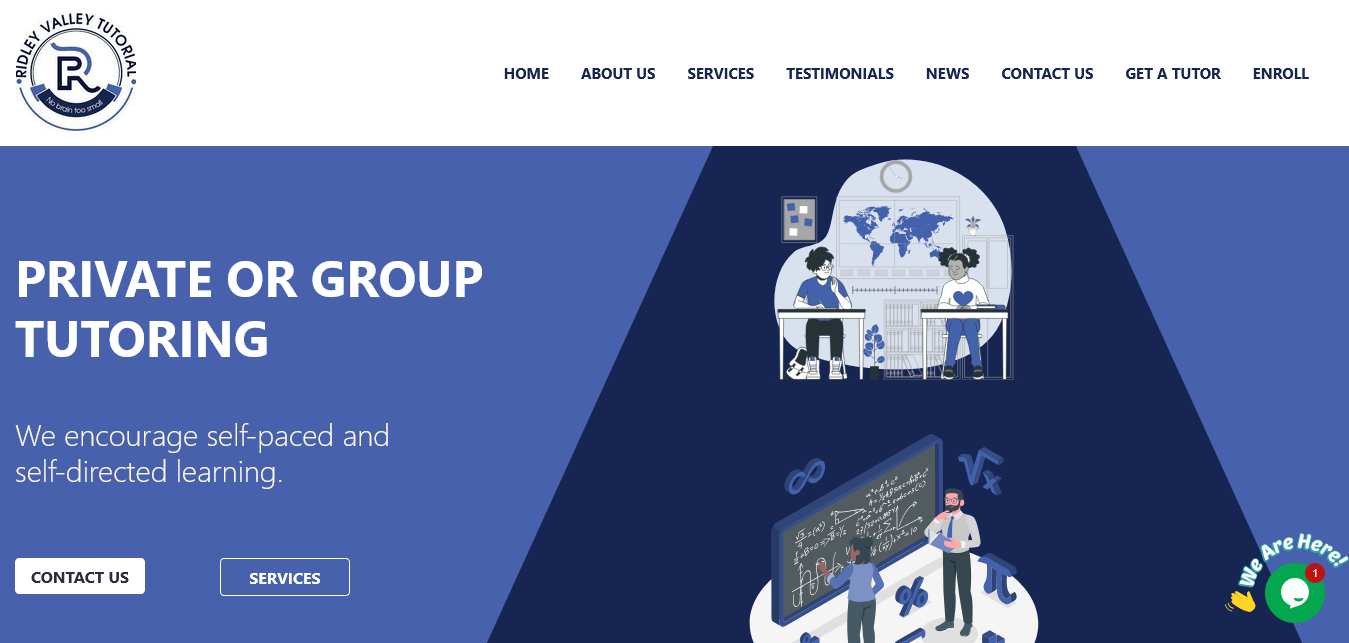 RIDLEY VALLEY TUTORIAL
R
No brain too small
HOME
ABOUT US
SERVICES
TESTIMONIALS
NEWS
CONTACT US
GET A TUTOR
ENROLL
PRIVATE OR GROUP
TUTORING
We encourage self-paced and
self-directed learning.
CONTACT US
SERVICES
We Are Here!
1